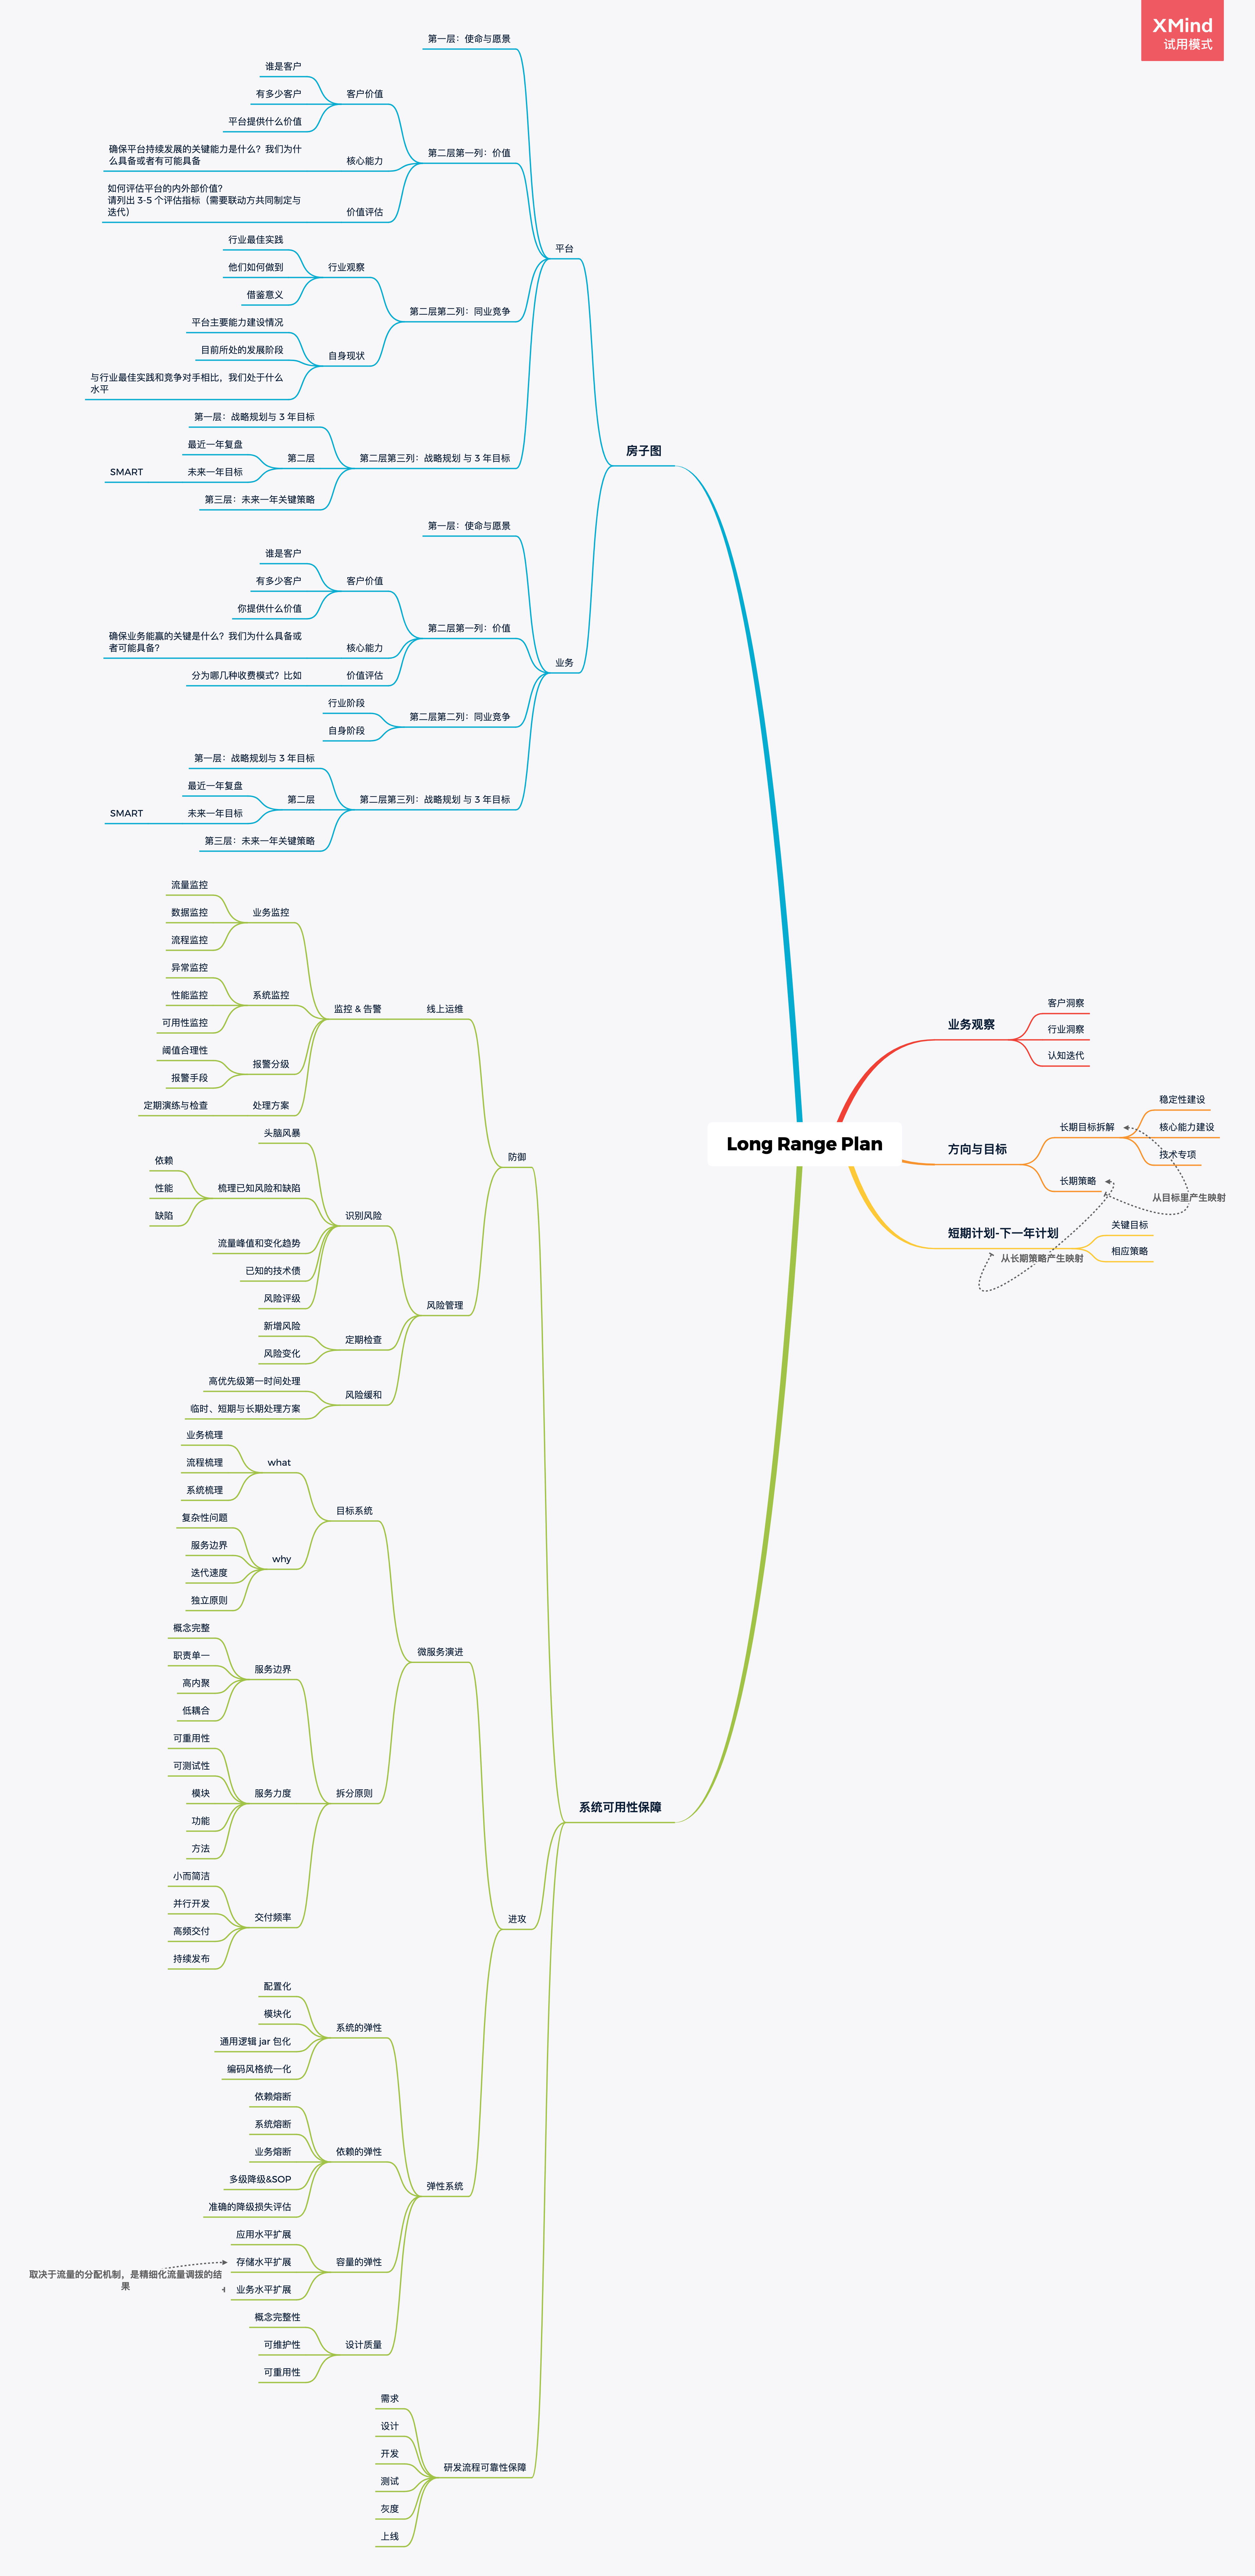 XMind
试用模式
第一层：使命与愿景
谁是客户
有多少客户
客户价值
平台提供什么价值
确保平台持续发展的关键能力是什么？我们为什
么具备或者有可能具备
核心能力
第二层第一列：价值
如何评估平台的内外部价值？
请列出 3-5 个评估指标（需要联动方共同制定与
迭代）
价值评估
行业最佳实践
他们如何做到
行业观察
借鉴意义
平台
第二层第二列：同业竞争
平台主要能力建设情况
目前所处的发展阶段
自身现状
与行业最佳实践和竞争对手相比，我们处于什么
水平
第一层：战略规划与 3 年目标
最近一年复盘
第二层
第二层第三列：战略规划 与 3 年目标
SMART
未来一年目标
第三层：未来一年关键策略
房子图
第一层：使命与愿景
谁是客户
有多少客户
客户价值
你提供什么价值
第二层第一列：价值
确保业务能赢的关键是什么？我们为什么具备或
者可能具备？
核心能力
分为哪几种收费模式？比如
价值评估
业务
行业阶段
第二层第二列：同业竞争
自身阶段
第一层：战略规划与 3 年目标
最近一年复盘
第二层
第二层第三列：战略规划 与 3 年目标
SMART
未来一年目标
第三层：未来一年关键策略
流量监控
数据监控
业务监控
流程监控
异常监控
性能监控
系统监控
可用性监控
监控 & 告警
线上运维
阈值合理性
报警分级
报警手段
定期演练与检查
处理方案
头脑风暴
依赖
性能
梳理已知风险和缺陷
缺陷
识别风险
流量峰值和变化趋势
已知的技术债
风险评级
防御
新增风险
定期检查
风险变化
风险管理
高优先级第一时间处理
风险缓和
临时、短期与长期处理方案
业务梳理
流程梳理
what
系统梳理
目标系统
复杂性问题
服务边界
why
迭代速度
独立原则
微服务演进
概念完整
职责单一
服务边界
高内聚
低耦合
可重用性
可测试性
模块
服务力度
拆分原则
功能
方法
小而简洁
并行开发
交付频率
高频交付
持续发布
系统可用性保障
进攻
配置化
模块化
系统的弹性
通用逻辑 jar 包化
编码风格统一化
依赖熔断
系统熔断
业务熔断
依赖的弹性
多级降级&SOP
准确的降级损失评估
弹性系统
应用水平扩展
存储水平扩展
容量的弹性
业务水平扩展
取决于流量的分配机制，是精细化流量调拨的结
果
概念完整性
可维护性
设计质量
可重用性
需求
设计
开发
研发流程可靠性保障
测试
灰度
上线
Long Range Plan
业务观察
客户洞察
行业洞察
认知迭代
方向与目标
长期目标拆解
稳定性建设
核心能力建设
技术专项
长期策略
从目标里产生映射
短期计划-下一年计划
关键目标
相应策略
从长期策略产生映射